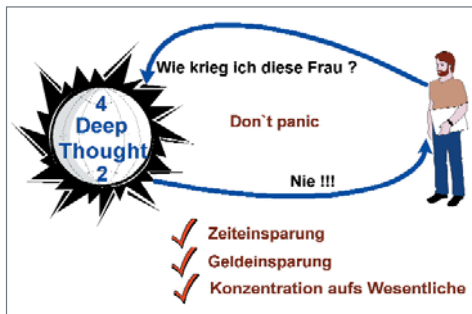 Wie krieg ich diese Frau ?
4
Deep
Thought
2
Don`t panic
Nie !!!
Zeiteinsparung
Geldeinsparung
Konzentration aufs Wesentliche